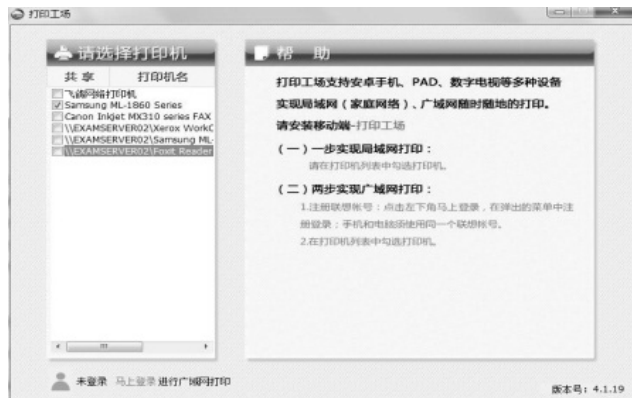 打印工场
请选择打印机
共享 打印机名
飞鸽网络打印机
Samsung ML-1860 Series
Canon Inkjet MX310 series FAX
\\EXAMSERVER02\Xerox WorkC
\\EXAMSERVER02\Samsung ML-
\\EXAMSERVER02\Foxit Reader
帮 助
打印工场支持安卓手机、PAD、数字电视等多种设备
实现局域网(家庭网络)、广域网随时随地的打印。
请安装移动端-打印工场
(一)一步实现局域网打印:
请在打印机列表中勾选打印机。
(二)两步实现广域网打印:
1.注册联想帐号:点击左下角马上登录,在弹出的菜单中注
册登录;手机和电脑须使用同一个联想帐号。
2.在打印机列表中勾选打印机。
未登录 马上登录 进行广域网打印
版本号: 4.1.19